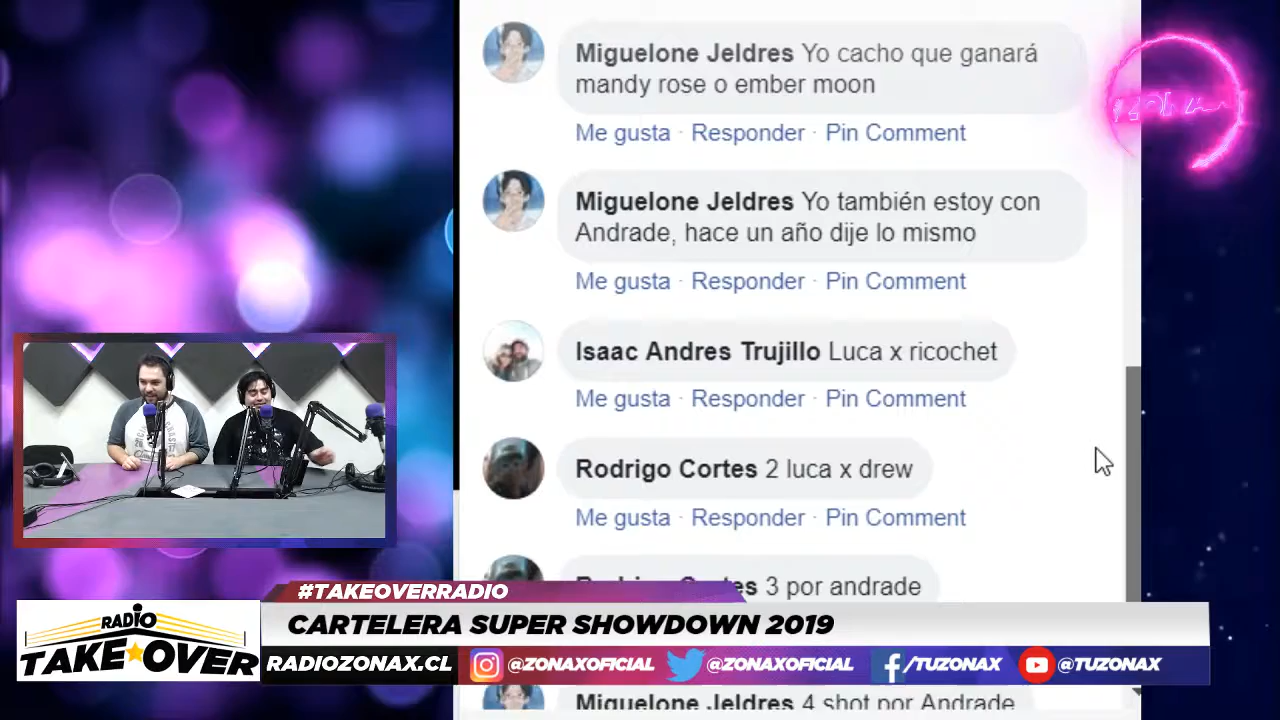 Miguelone Jeldres Yo cacho que ganará
mandy rose o ember moon
Me gusta · Responder · Pin Comment
Miguelone Jeldres Yo también estoy con
Andrade, hace un año dije lo mismo
Me gusta · Responder · Pin Comment
Isaac Andres Trujillo Luca x ricochet
Me gusta · Responder · Pin Comment
Rodrigo Cortes 2 luca x drew
Me gusta · Responder · Pin Comment
Rodrigo Cortes 3 por andrade
#TAKEOVERRADIO
CARTELERA SUPER SHOWDOWN 2019
RADIO
TAKE OVER
RADIOZONAX.CL @ZONAXOFICIAL @ZONAXOFICIAL /TUZONAX @TUZONAX
Miguelone Jeldres 4 shot por Andrade